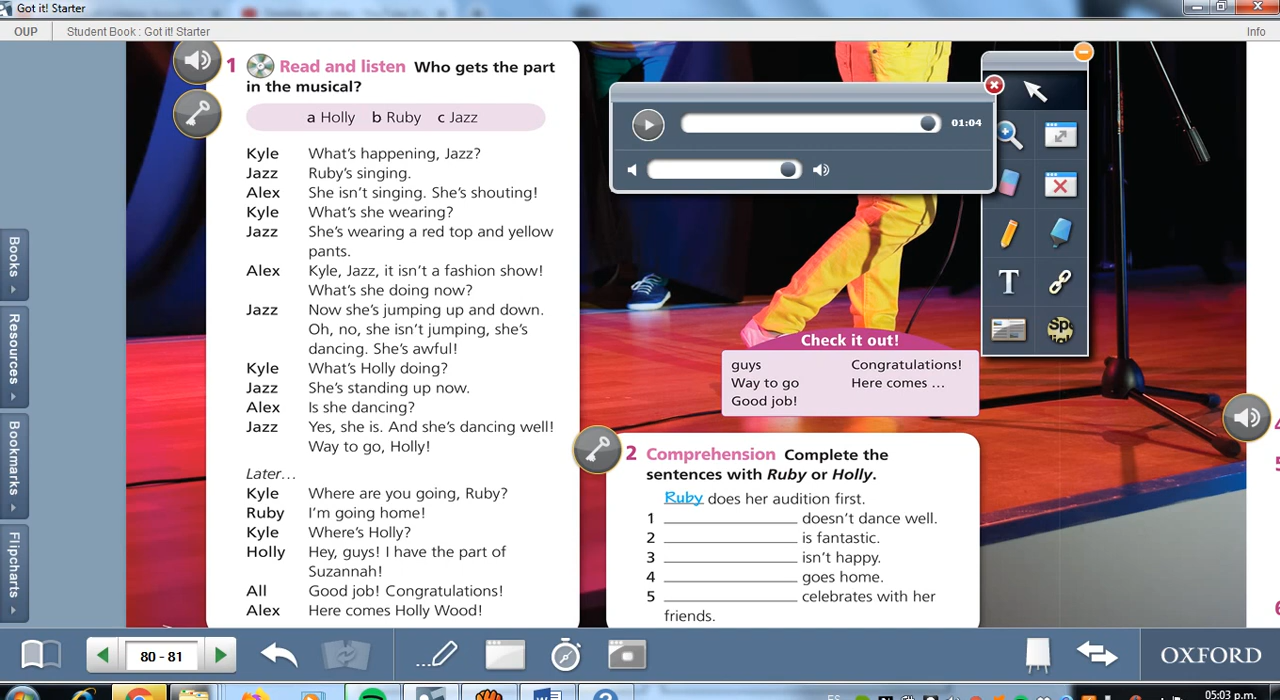 Got it! Starter
OUP
Student Book : Got it! Starter
Info
1 Read and listen Who gets the part
in the musical?
a Holly b Ruby c Jazz
Kyle What's happening, Jazz?
Jazz Ruby's singing.
Alex She isn't singing. She's shouting!
Kyle What's she wearing?
Jazz She's wearing a red top and yellow
pants.
Alex Kyle, Jazz, it isn't a fashion show!
What's she doing now?
Jazz Now she's jumping up and down.
Oh, no, she isn't jumping, she's
dancing. She's awful!
Kyle What's Holly doing?
Jazz She's standing up now.
Alex Is she dancing?
Jazz Yes, she is. And she's dancing well!
Way to go, Holly!
Later...
Kyle Where are you going, Ruby?
Ruby I'm going home!
Kyle Where's Holly?
Holly Hey, guys! I have the part of
Suzannah!
All Good job! Congratulations!
Alex Here comes Holly Wood!
01:04
T
Check it out!
guys Congratulations!
Way to go Here comes ...
Good job!
2 Comprehension Complete the
sentences with Ruby or Holly.
Ruby does her audition first.
1 ____________ doesn't dance well.
2 ____________ is fantastic.
3 ____________ isn't happy.
4 ____________ goes home.
5 ____________ celebrates with her
friends.
Books
Resources
Bookmarks
Flipcharts
80 - 81
OXFORD
ES
05:03 p.m.